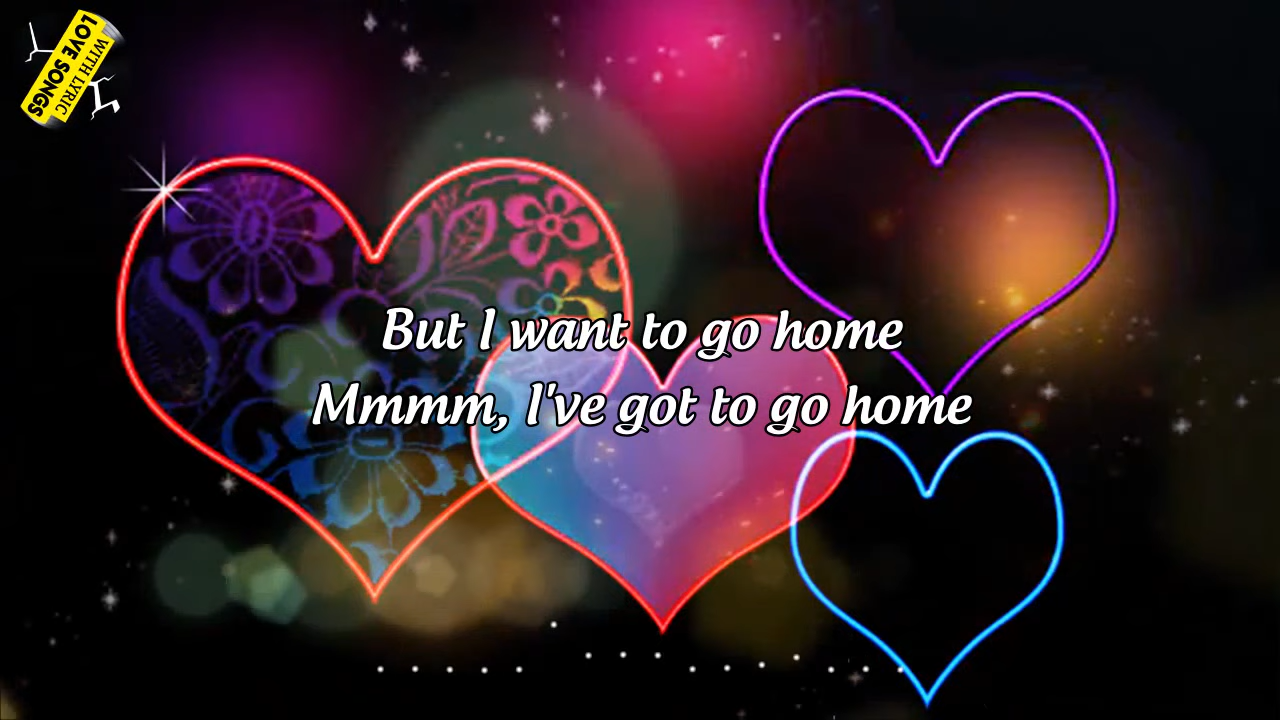 LOVE SONGS
WITH LYRIC
But I want to go home
Mmmm, I've got to go home